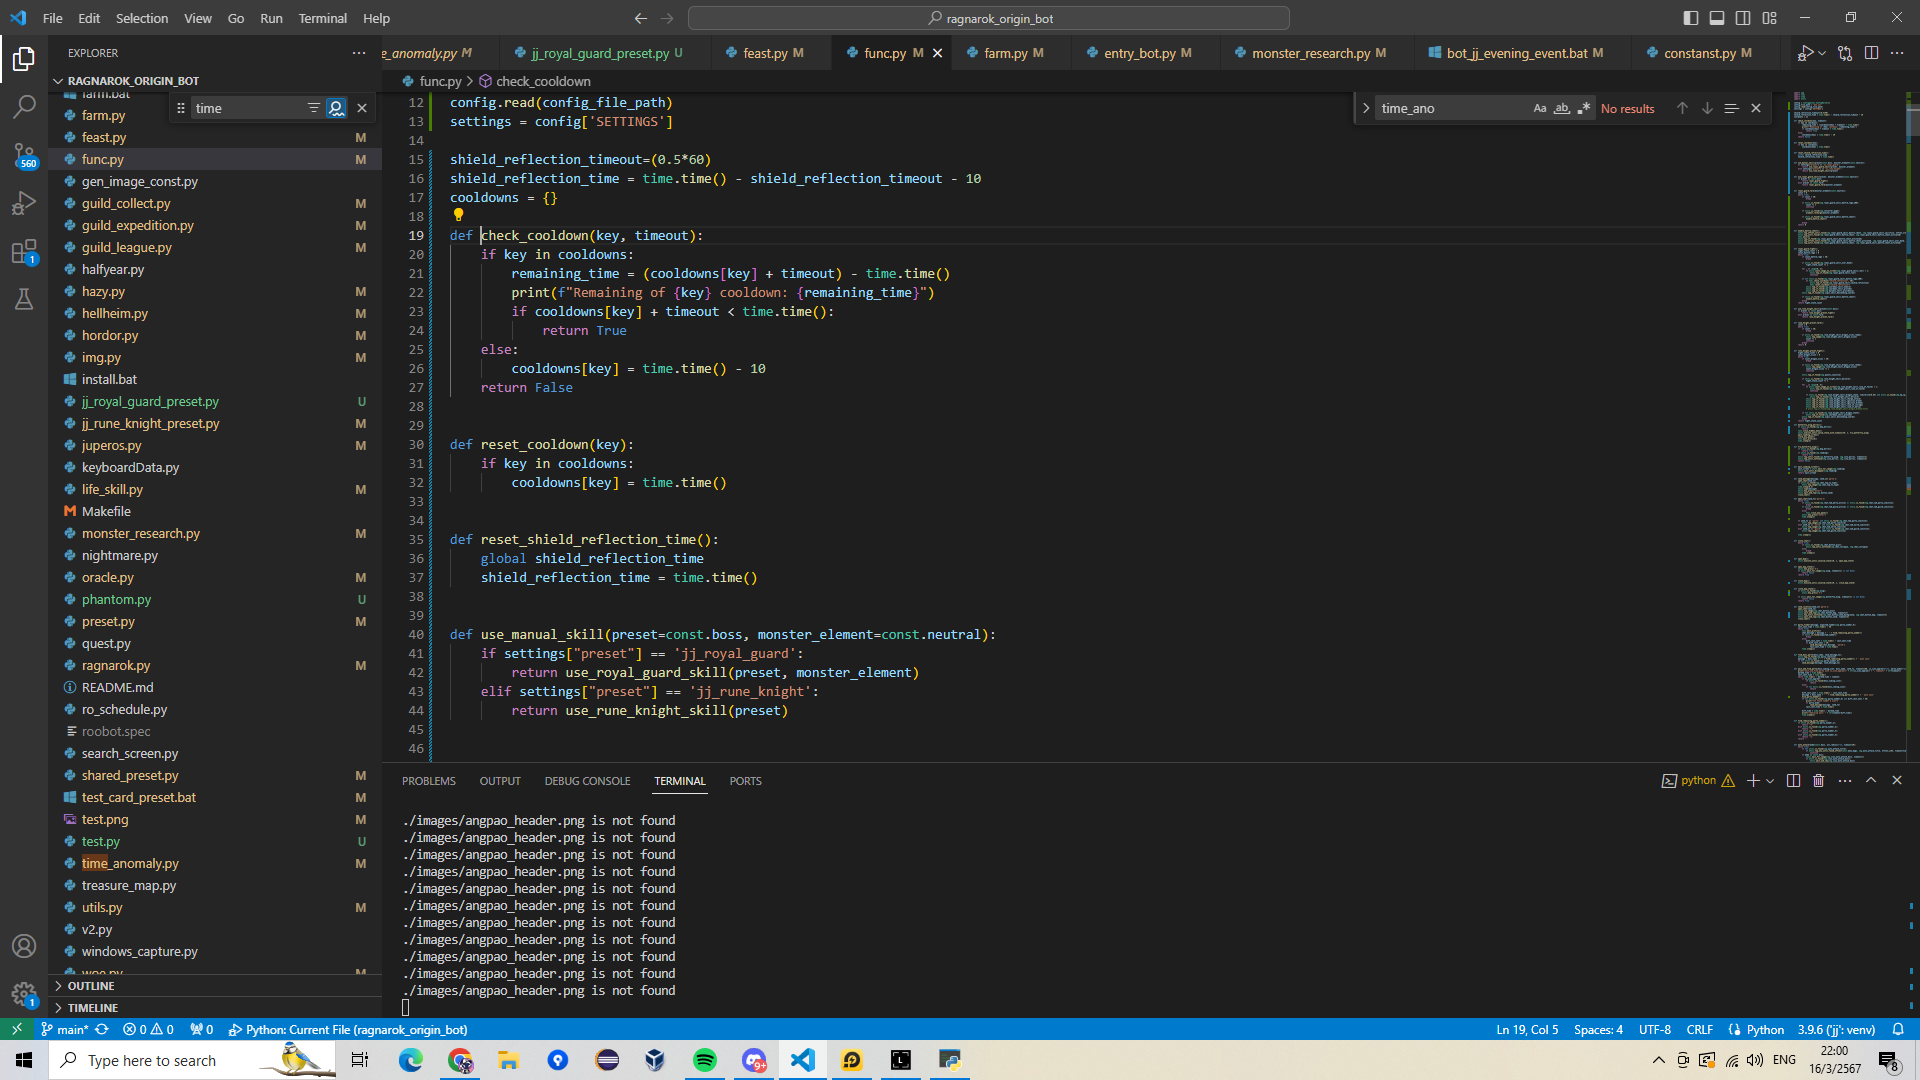 File Edit Selection View Go Run Terminal Help
ragnarok_origin_bot
EXPLORER
e_anomaly.py M
jj_royal_guard_preset.py U
feast.py M
func.py M
farm.py M
entry_bot.py M
monster_research.py M
bot_jj_evening_event.bat M
constanst.py M
RAGNAROK_ORIGIN_BOT
func.py > check_cooldown
time
time_ano
Aa ab
No results
farm.bat
farm.py
feast.py M
func.py M
gen_image_const.py
guild_collect.py M
guild_expedition.py M
guild_league.py M
halfyear.py
hazy.py M
hellheim.py M
hordor.py M
img.py M
install.bat
jj_royal_guard_preset.py U
jj_rune_knight_preset.py M
juperos.py M
keyboardData.py
life_skill.py M
Makefile
monster_research.py M
nightmare.py
oracle.py M
phantom.py U
preset.py M
quest.py
ragnarok.py M
README.md
ro_schedule.py
roobot.spec
search_screen.py
shared_preset.py M
test_card_preset.bat M
test.png M
test.py U
time_anomaly.py M
treasure_map.py
utils.py M
v2.py
windows_capture.py
woe.py M
OUTLINE
TIMELINE
560
1
1
12 config.read(config_file_path)
13 settings = config['SETTINGS']
14
15 shield_reflection_timeout=(0.5*60)
16 shield_reflection_time = time.time() - shield_reflection_timeout - 10
17 cooldowns = {}
18
19 def check_cooldown(key, timeout):
20 if key in cooldowns:
21 remaining_time = (cooldowns[key] + timeout) - time.time()
22 print(f"Remaining of {key} cooldown: {remaining_time}")
23 if cooldowns[key] + timeout < time.time():
24 return True
25 else:
26 cooldowns[key] = time.time() - 10
27 return False
28
29
30 def reset_cooldown(key):
31 if key in cooldowns:
32 cooldowns[key] = time.time()
33
34
35 def reset_shield_reflection_time():
36 global shield_reflection_time
37 shield_reflection_time = time.time()
38
39
40 def use_manual_skill(preset=const.boss, monster_element=const.neutral):
41 if settings["preset"] == 'jj_royal_guard':
42 return use_royal_guard_skill(preset, monster_element)
43 elif settings["preset"] == 'jj_rune_knight':
44 return use_rune_knight_skill(preset)
45
46
PROBLEMS OUTPUT DEBUG CONSOLE TERMINAL PORTS
python
./images/angpao_header.png is not found
./images/angpao_header.png is not found
./images/angpao_header.png is not found
./images/angpao_header.png is not found
./images/angpao_header.png is not found
./images/angpao_header.png is not found
./images/angpao_header.png is not found
./images/angpao_header.png is not found
./images/angpao_header.png is not found
./images/angpao_header.png is not found
./images/angpao_header.png is not found
main* 0 0 0 Python: Current File (ragnarok_origin_bot)
Ln 19, Col 5 Spaces: 4 UTF-8 CRLF Python 3.9.6 ('jj': venv)
Type here to search
9+
L
ENG
22:00
16/3/2567
8